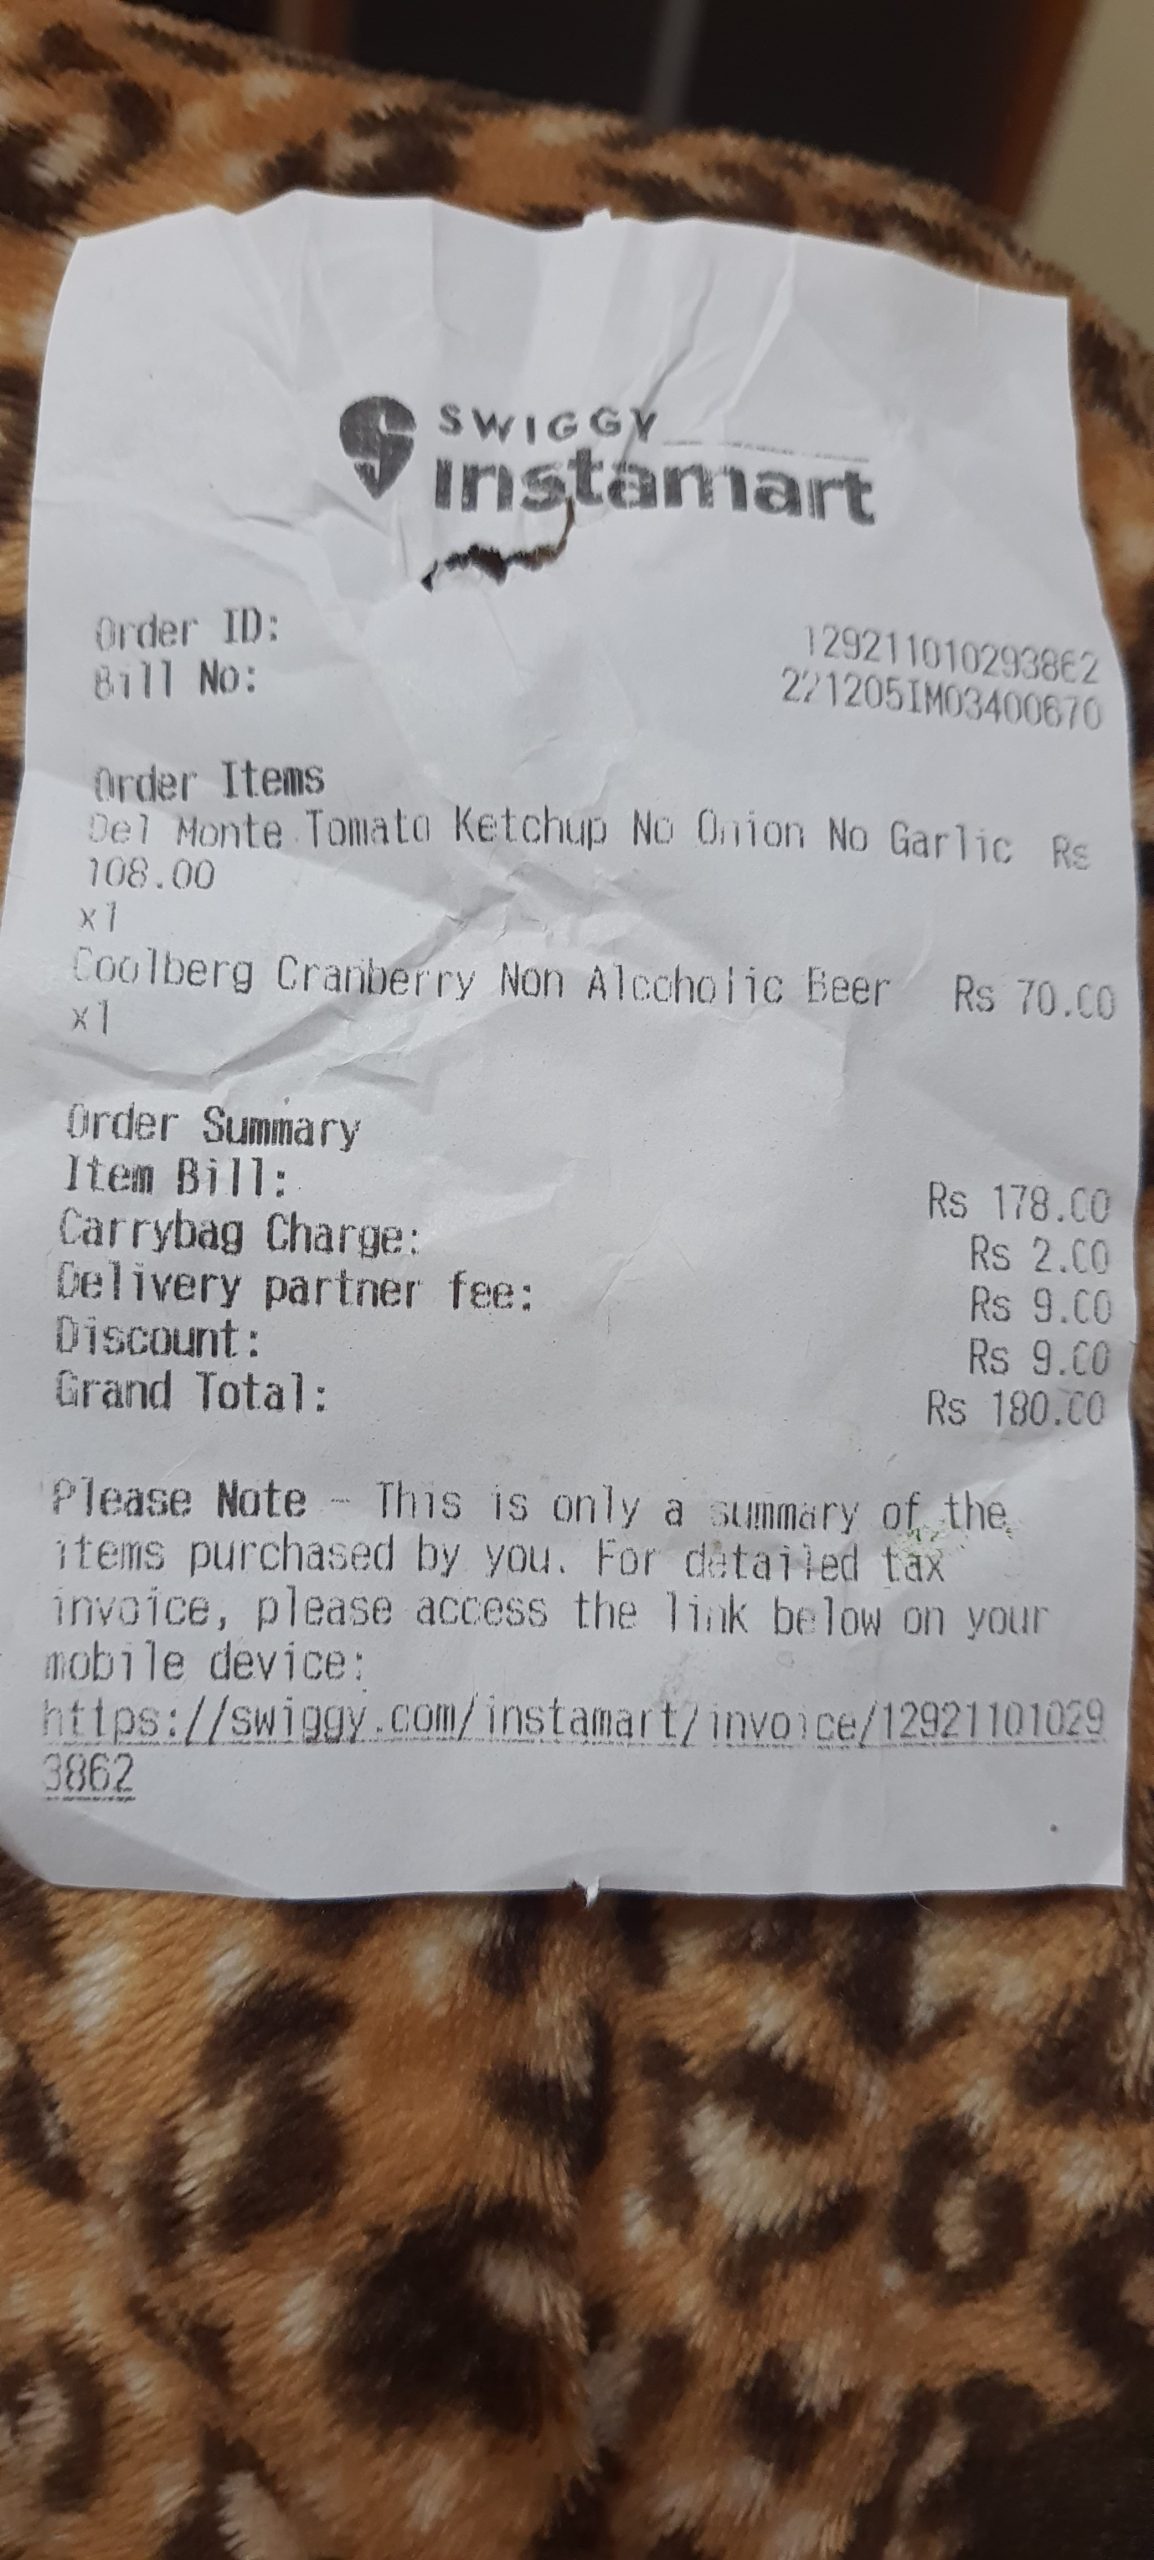 SWIGGY
instamart
Order ID: 129211010293862
Bill No: 221205IM03400670
Order Items
Del Monte Tomato Ketchup No Onion No Garlic Rs
108.00
x1
Coolberg Cranberry Non Alcoholic Beer Rs 70.00
x1
Order Summary
Item Bill: Rs 178.00
Carrybag Charge: Rs 2.00
Delivery partner fee: Rs 9.00
Discount: Rs 9.00
Grand Total: Rs 180.00
Please Note - This is only a summary of the
items purchased by you. For detailed tax
invoice, please access the link below on your
mobile device:
https://swiggy.com/instamart/invoice/12921101029
3862